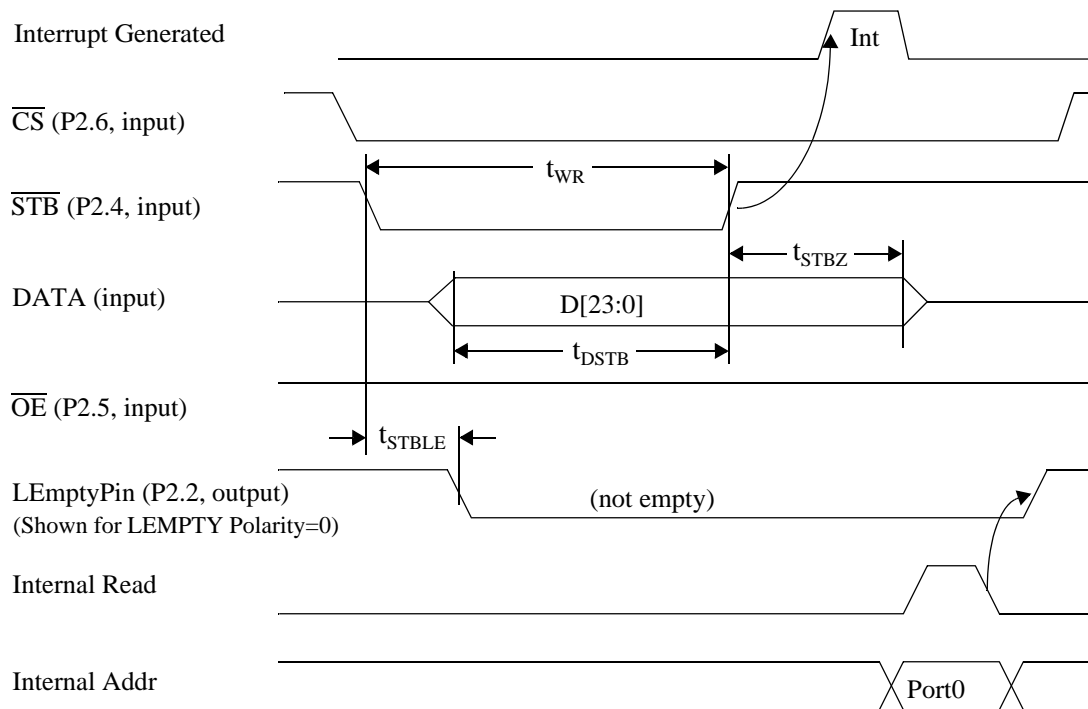 Interrupt Generated
Int
CS (P2.6, input)
tWR
STB (P2.4, input)
tSTBZ
DATA (input)
D[23:0]
tDSTB
OE (P2.5, input)
tSTBLE
LEmptyPin (P2.2, output)
(not empty)
(Shown for LEMPTY Polarity=0)
Internal Read
Internal Addr
Port0